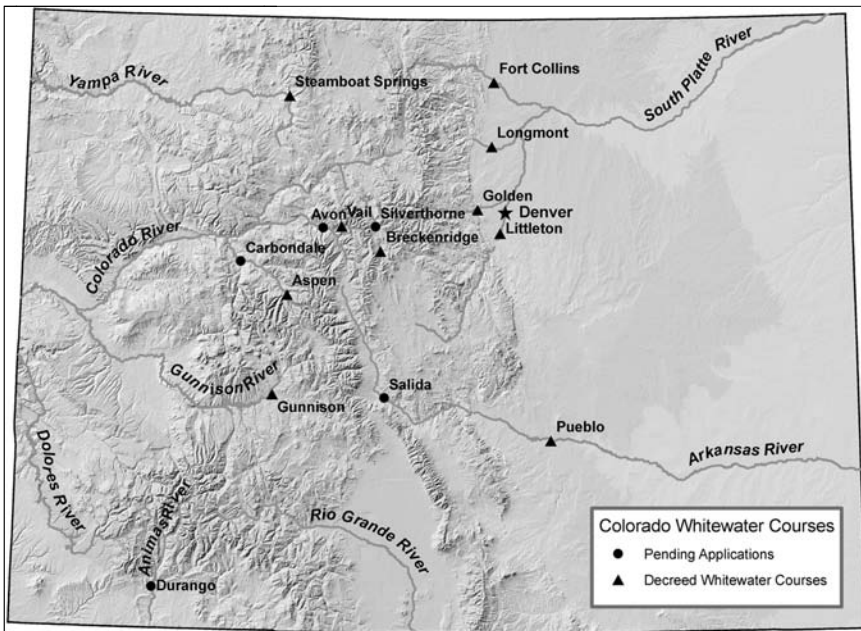 Yampa River
Steamboat Springs
Fort Collins
South Platte River
Longmont
Golden
Denver
Avon
Vail
Silverthorne
Littleton
Breckenridge
Colorado River
Carbondale
Aspen
Gunnison River
Gunnison
Salida
Pueblo
Arkansas River
Dolores River
Animas River
Rio Grande River
Durango
Colorado Whitewater Courses
Pending Applications
Decreed Whitewater Courses